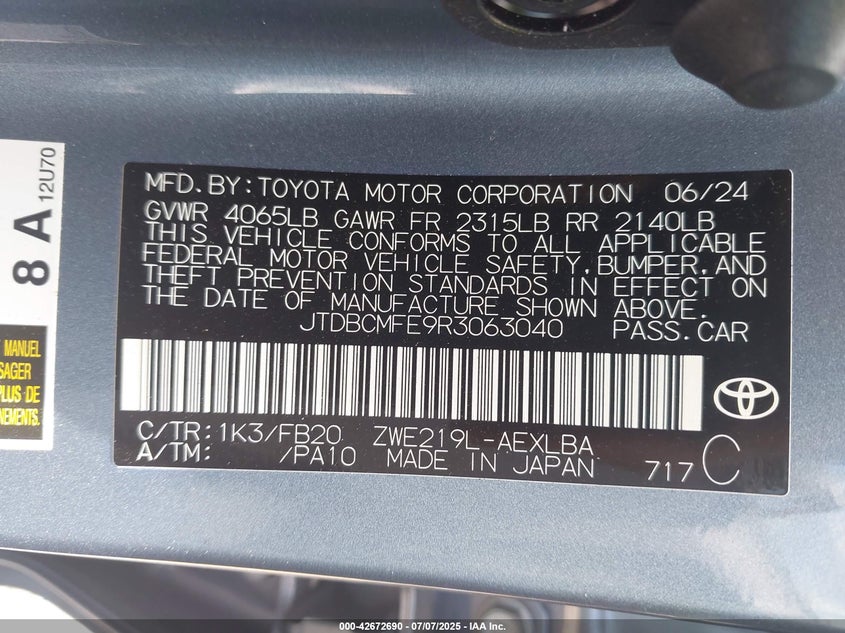 MFD.BY:TOYOTA MOTOR CORPORATION 06/24
GVWR 4065LB GAWR FR 2315LB RR 2140LB
THIS VEHICLE CONFORMS TO ALL APPLICABLE
FEDERAL MOTOR VEHICLE SAFETY,BUMPER,AND
THEFT PREVENTION STANDARDS IN EFFECT ON
THE DATE OF MANUFACTURE SHOWN ABOVE.
JTDBCMFE9R3063040 PASS.CAR
C/TR:1K3/FB20 ZWE219L-AEXLBA
A/TM: /PA10 MADE IN JAPAN 717 C
8 A
12U70
MANUEL
PLUS DE
000-42672690 - 07/07/2025 - IAA, Inc.